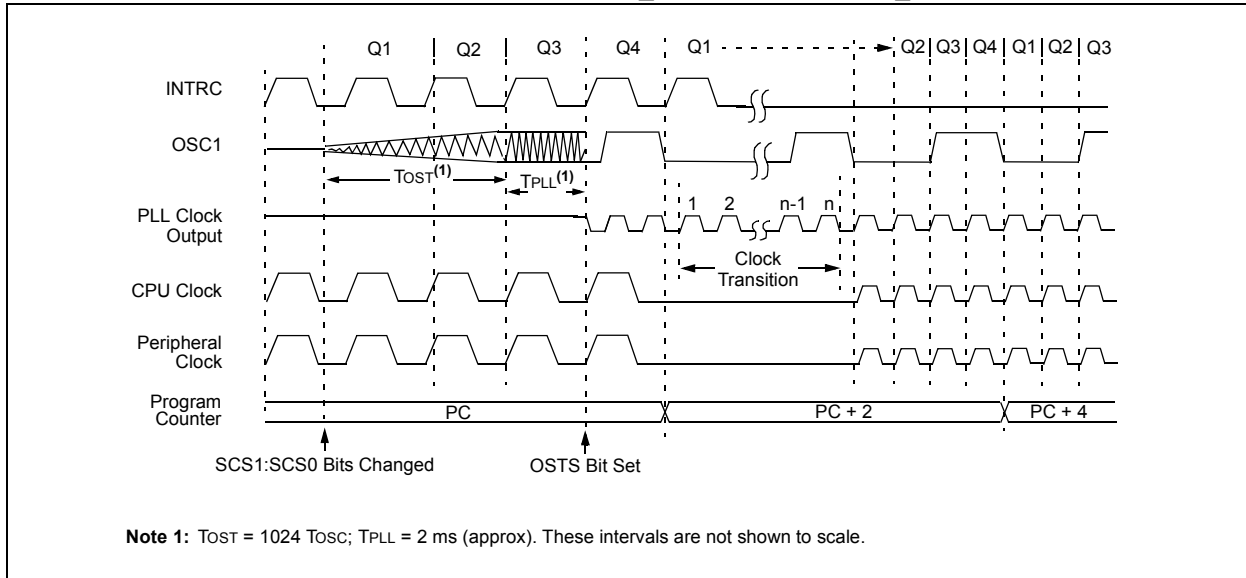 Q1 Q2 Q3 Q4 Q1 Q2 Q3 Q4 Q1 Q2 Q3
INTRC
OSC1
TOST(1) TPLL(1)
PLL Clock
Output
1 2 n-1 n
Clock
Transition
CPU Clock
Peripheral
Clock
Program
Counter
PC PC + 2 PC + 4
SCS1:SCS0 Bits Changed OSTS Bit Set
Note 1: TOST = 1024 TOSC; TPLL = 2 ms (approx). These intervals are not shown to scale.